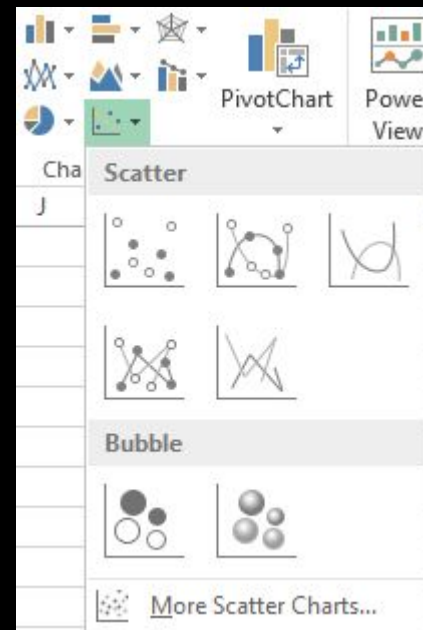 PivotChart
Powe
View
Cha
J
Scatter
Bubble
More Scatter Charts...